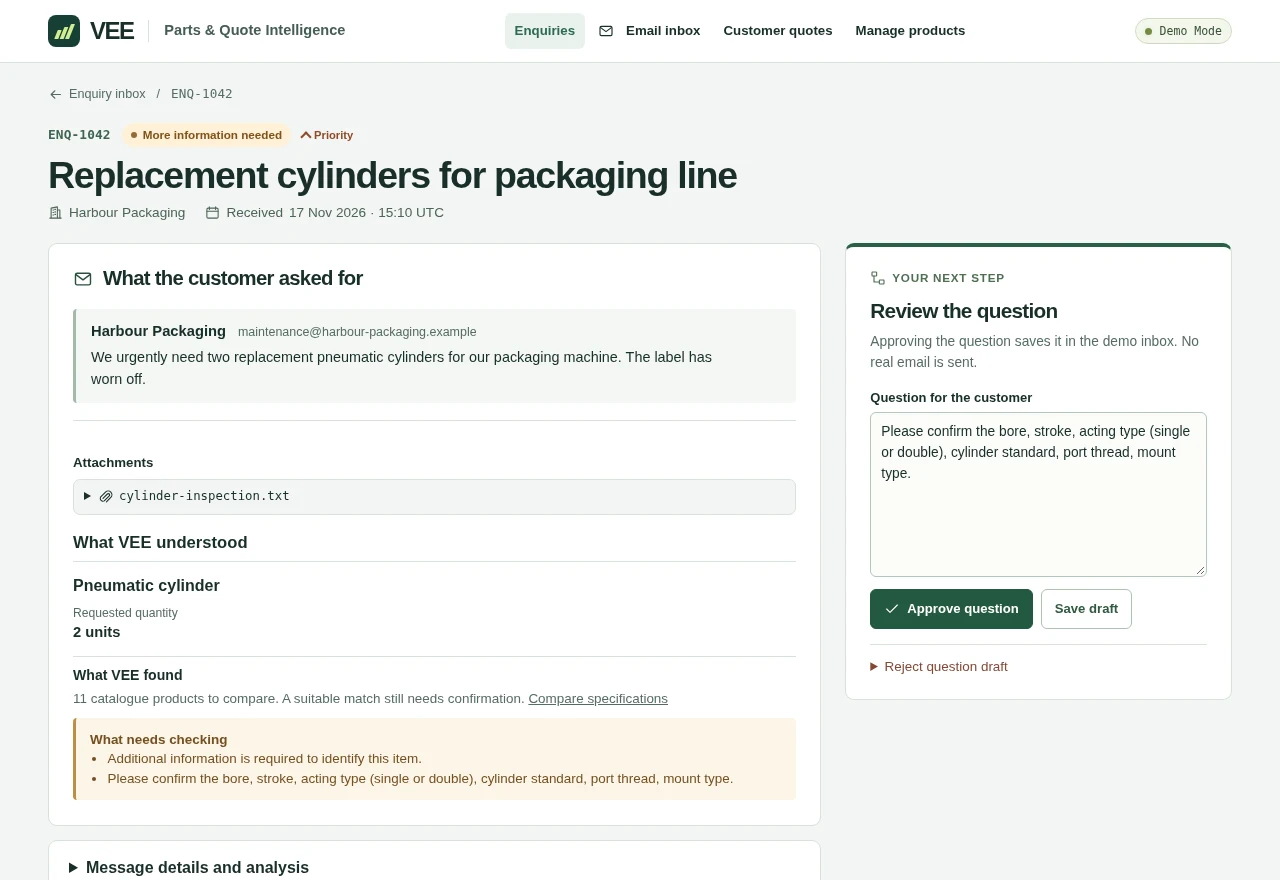 VEE
Parts & Quote Intelligence
Enquiries
Email inbox
Customer quotes
Manage products
Demo Mode
Enquiry inbox / ENQ-1042
ENQ-1042
More information needed
Priority
Replacement cylinders for packaging line
Harbour Packaging
Received 17 Nov 2026 · 15:10 UTC
What the customer asked for
Harbour Packaging maintenance@harbour-packaging.example
We urgently need two replacement pneumatic cylinders for our packaging machine. The label has
worn off.
Attachments
cylinder-inspection.txt
What VEE understood
Pneumatic cylinder
Requested quantity
2 units
What VEE found
11 catalogue products to compare. A suitable match still needs confirmation. Compare specifications
What needs checking
• Additional information is required to identify this item.
• Please confirm the bore, stroke, acting type (single or double), cylinder standard, port thread, mount type.
Message details and analysis
YOUR NEXT STEP
Review the question
Approving the question saves it in the demo inbox. No
real email is sent.
Question for the customer
Please confirm the bore, stroke, acting type (single
or double), cylinder standard, port thread, mount
type.
Approve question
Save draft
Reject question draft